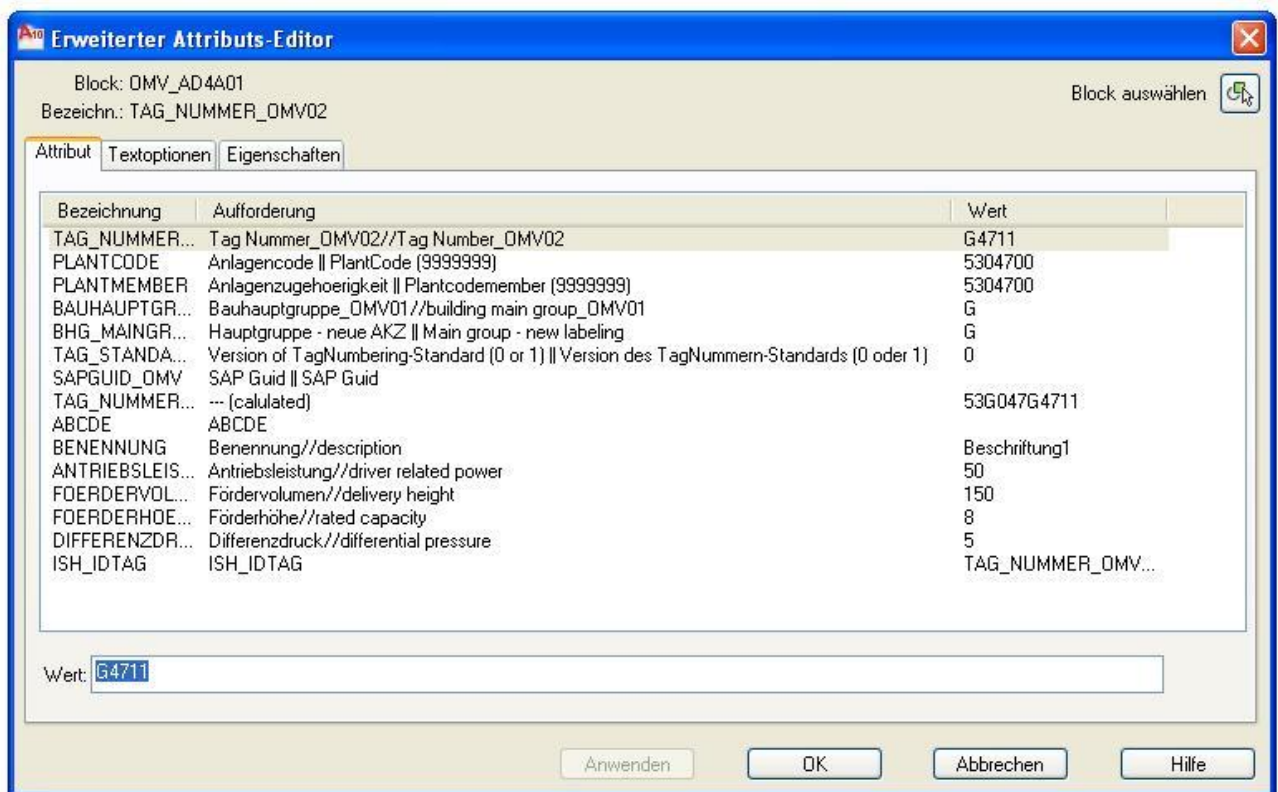 A10 Erweiterter Attributs-Editor
Block: OMV_AD4A01
Block auswählen
Bezeichn.: TAG_NUMMER_OMV02
Attribut Textoptionen Eigenschaften
Bezeichnung Aufforderung Wert
TAG_NUMMER... Tag Nummer_OMV02//Tag Number_OMV02 G4711
PLANTCODE Anlagencode || PlantCode (9999999) 5304700
PLANTMEMBER Anlagenzugehoerigkeit || Plantcodemember (9999999) 5304700
BAUHAUPTGR... Bauhauptgruppe_OMV01//building main group_OMV01 G
BHG_MAINGR... Hauptgruppe - neue AKZ || Main group - new labeling G
TAG_STANDA... Version of TagNumbering-Standard (0 or 1) || Version des TagNummern-Standards (0 oder 1) 0
SAPGUID_OMV SAP Guid || SAP Guid
TAG_NUMMER... --- (calulated) 53G047G4711
ABCDE ABCDE
BENENNUNG Benennung//description Beschriftung1
ANTRIEBSLEIS... Antriebsleistung//driver related power 50
FOERDERVOL... Fördervolumen//delivery height 150
FOERDERHOE... Förderhöhe//rated capacity 8
DIFFERENZDR... Differenzdruck//differential pressure 5
ISH_IDTAG ISH_IDTAG TAG_NUMMER_OMV...
Wert: G4711
Anwenden OK Abbrechen Hilfe